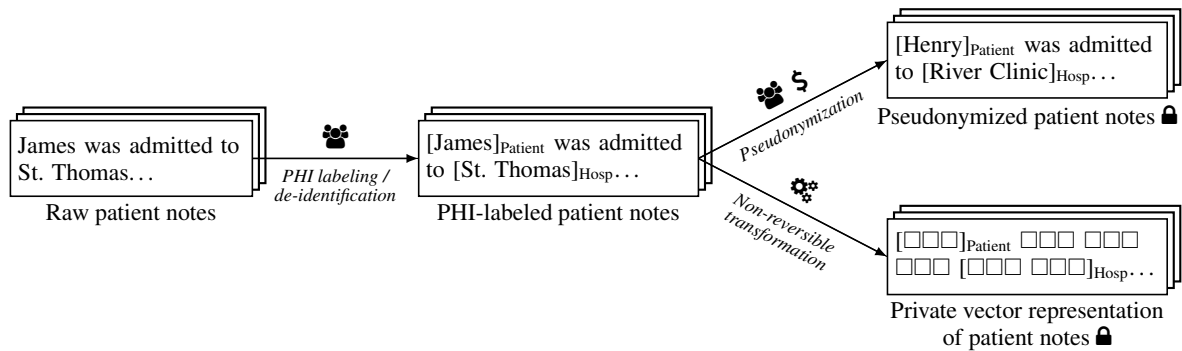 James was admitted to
St. Thomas...
Raw patient notes
PHI labeling /
de-identification
[James]Patient was admitted
to [St. Thomas]Hosp...
PHI-labeled patient notes
$
Pseudonymization
[Henry]Patient was admitted
to [River Clinic]Hosp...
Pseudonymized patient notes
Non-reversible
transformation
[□□□]Patient □□□ □□□
□□□ [□□□ □□□]Hosp...
Private vector representation
of patient notes